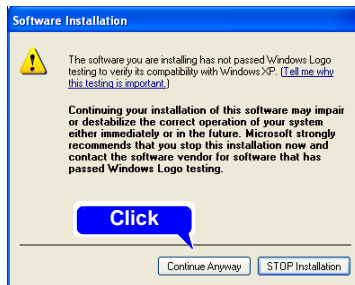 Software Installation
The software you are installing has not passed Windows Logo
testing to verify its compatibility with Windows XP. (Tell me why
this testing is important.)
Continuing your installation of this software may impair
or destabilize the correct operation of your system
either immediately or in the future. Microsoft strongly
recommends that you stop this installation now and
contact the software vendor for software that has
passed Windows Logo testing.
Click
Continue Anyway STOP Installation